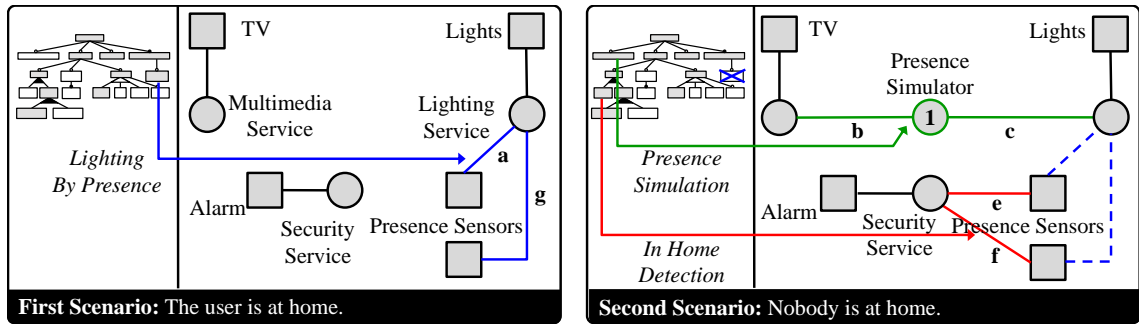 TV
Lights
Multimedia
Service
Lighting
Service
a
Lighting
By Presence
g
Alarm
Security
Service
Presence Sensors
First Scenario: The user is at home.
TV
Lights
Presence
Simulator
1
b
c
Presence
Simulation
Alarm
Security
Service
e
Presence Sensors
f
In Home
Detection
Second Scenario: Nobody is at home.